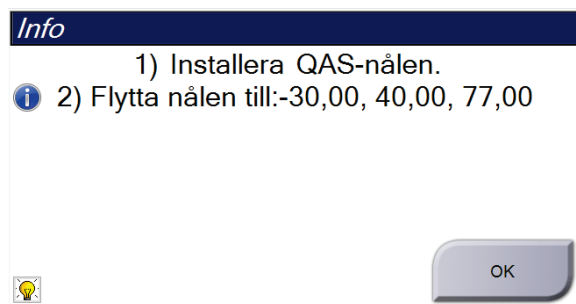 Info
1) Installera QAS-nålen.
2) Flytta nålen till:-30,00, 40,00, 77,00
OK